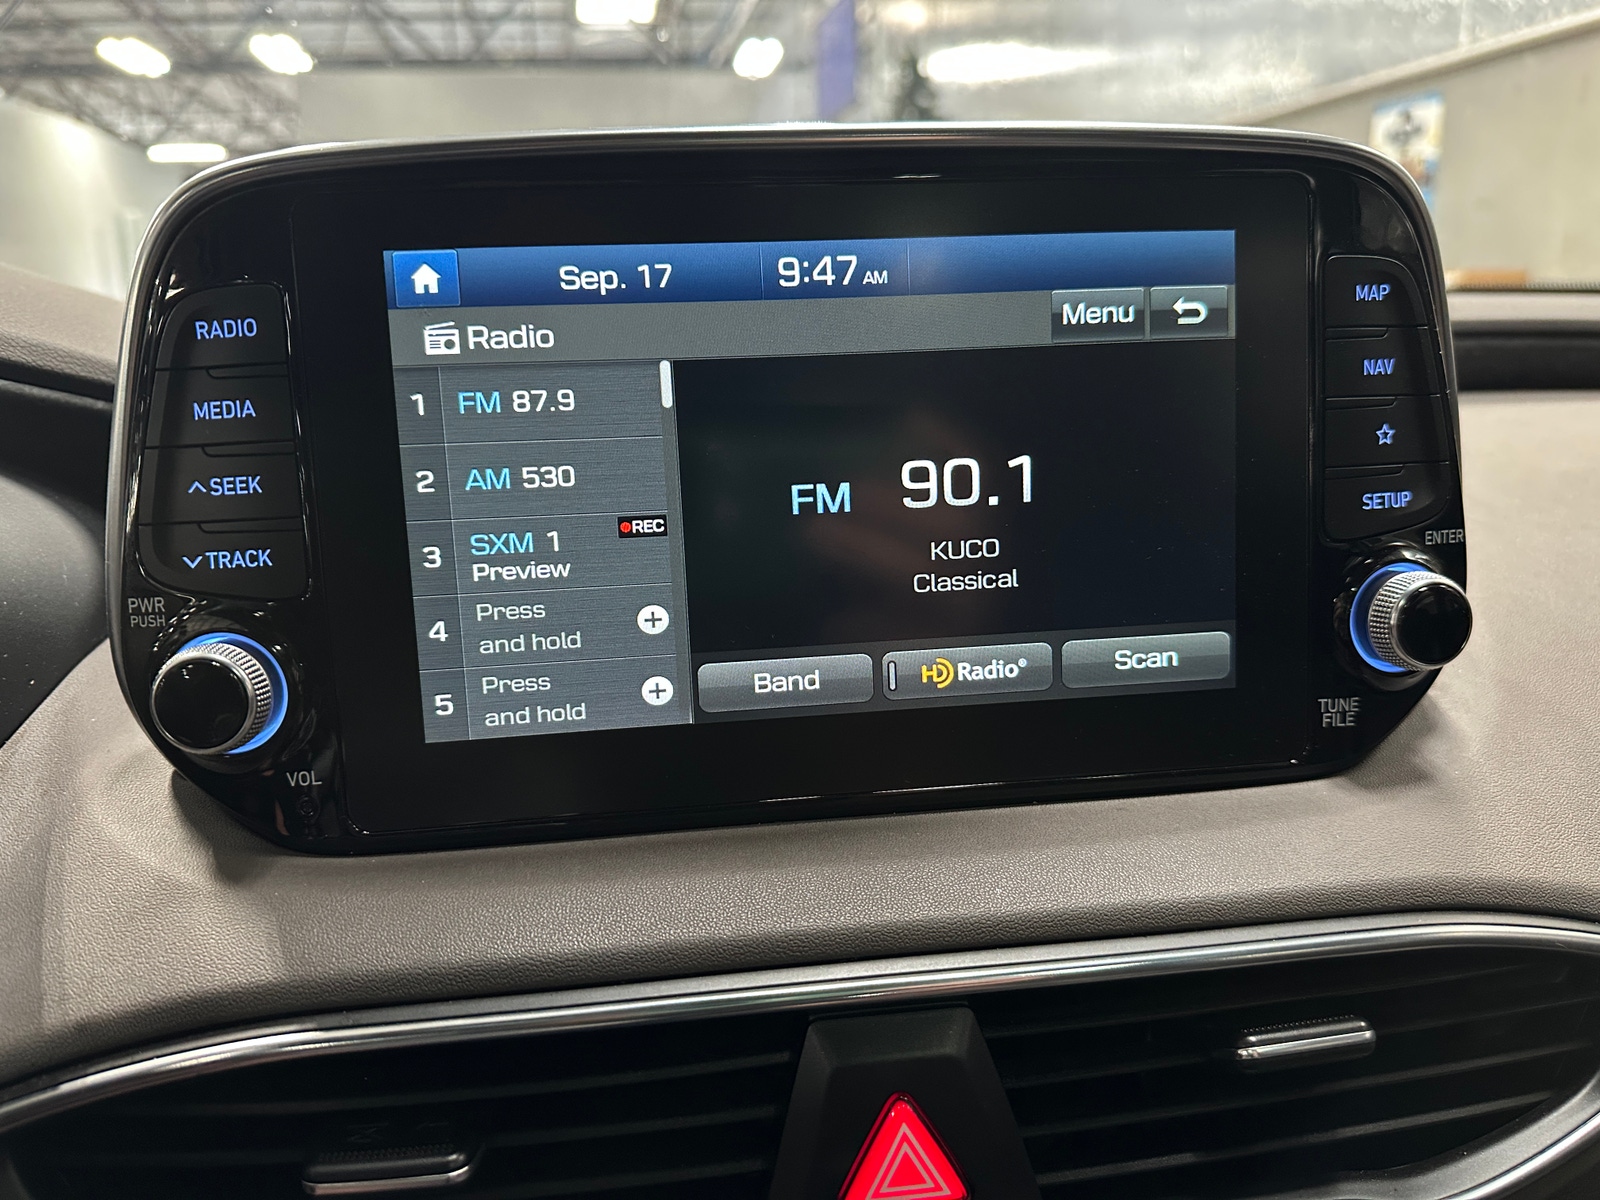 Sep. 17
9:47 AM
Radio
Menu
1 FM 87.9
2 AM 530
3 SXM 1
REC
Preview
4 Press
and hold
5 Press
and hold
FM 90.1
KUCO
Classical
Band
HD Radio®
Scan
RADIO
MEDIA
SEEK
TRACK
PWR
PUSH
VOL
MAP
NAV
SETUP
ENTER
TUNE
FILE